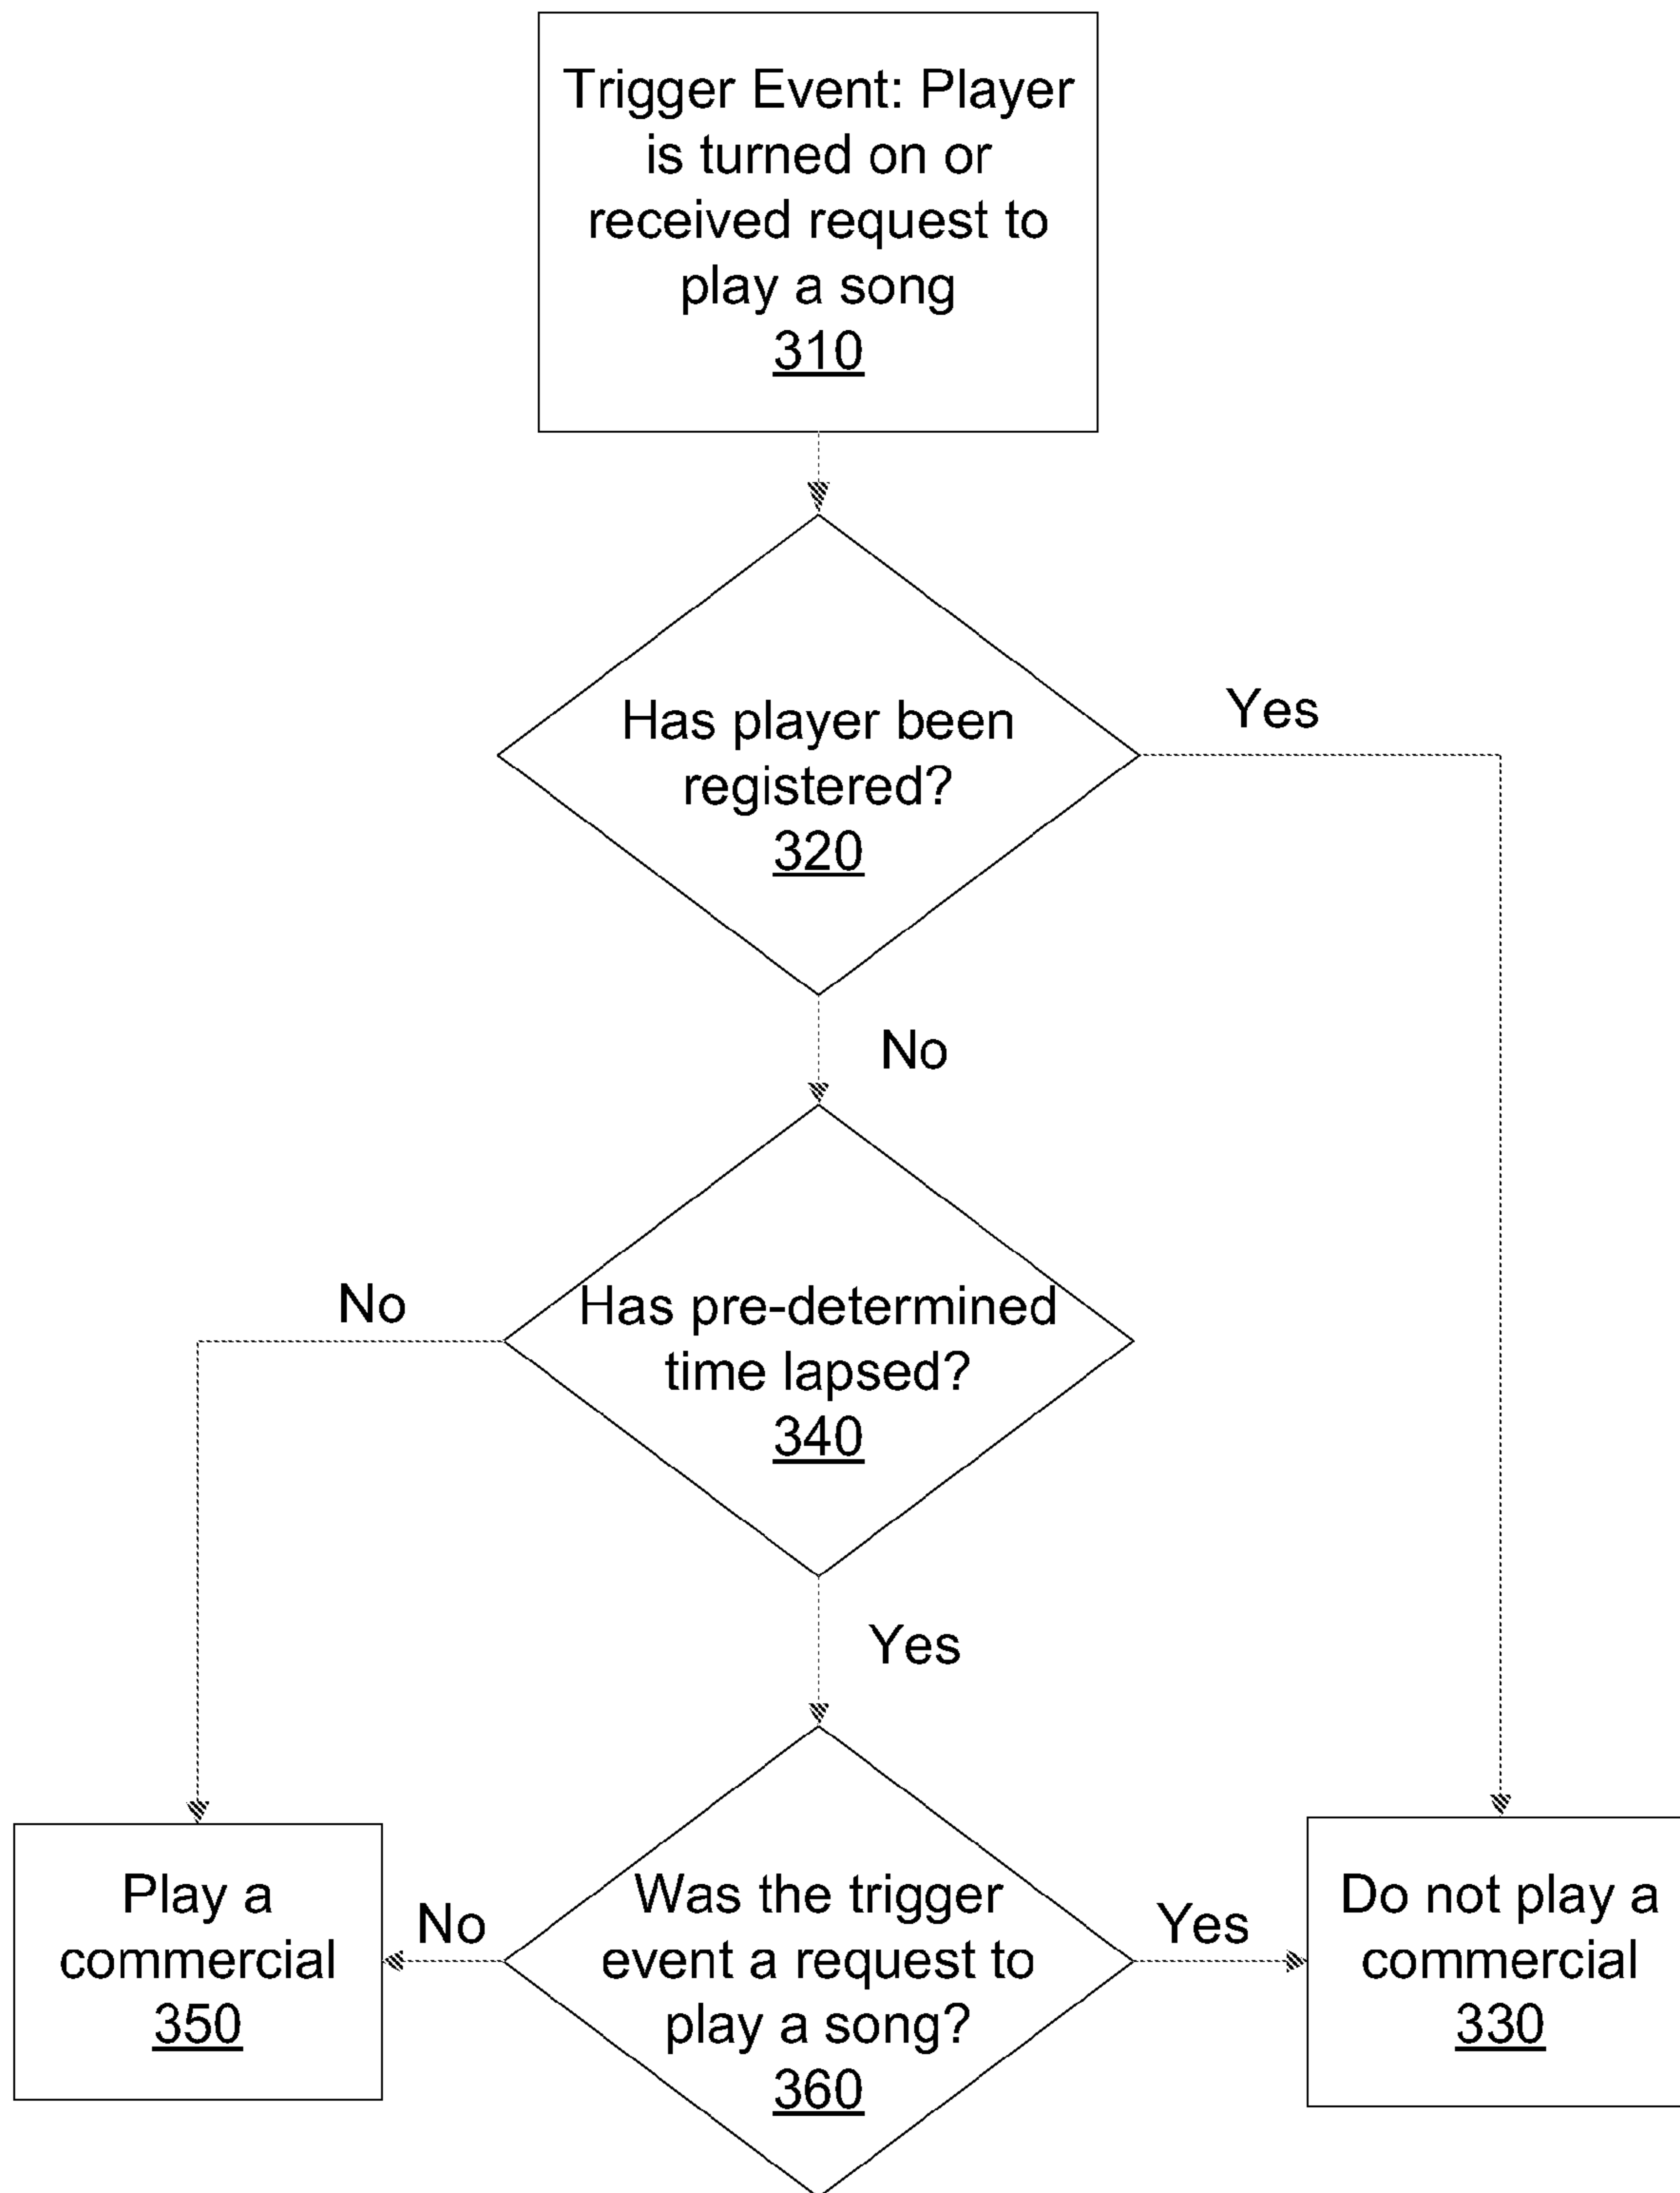 Trigger Event: Player
is turned on or
received request to
play a song
310
Has player been
registered?
320
Yes
No
Has pre-determined
time lapsed?
340
No
Yes
Was the trigger
event a request to
play a song?
360
No
Yes
Play a
commercial
350
Do not play a
commercial
330